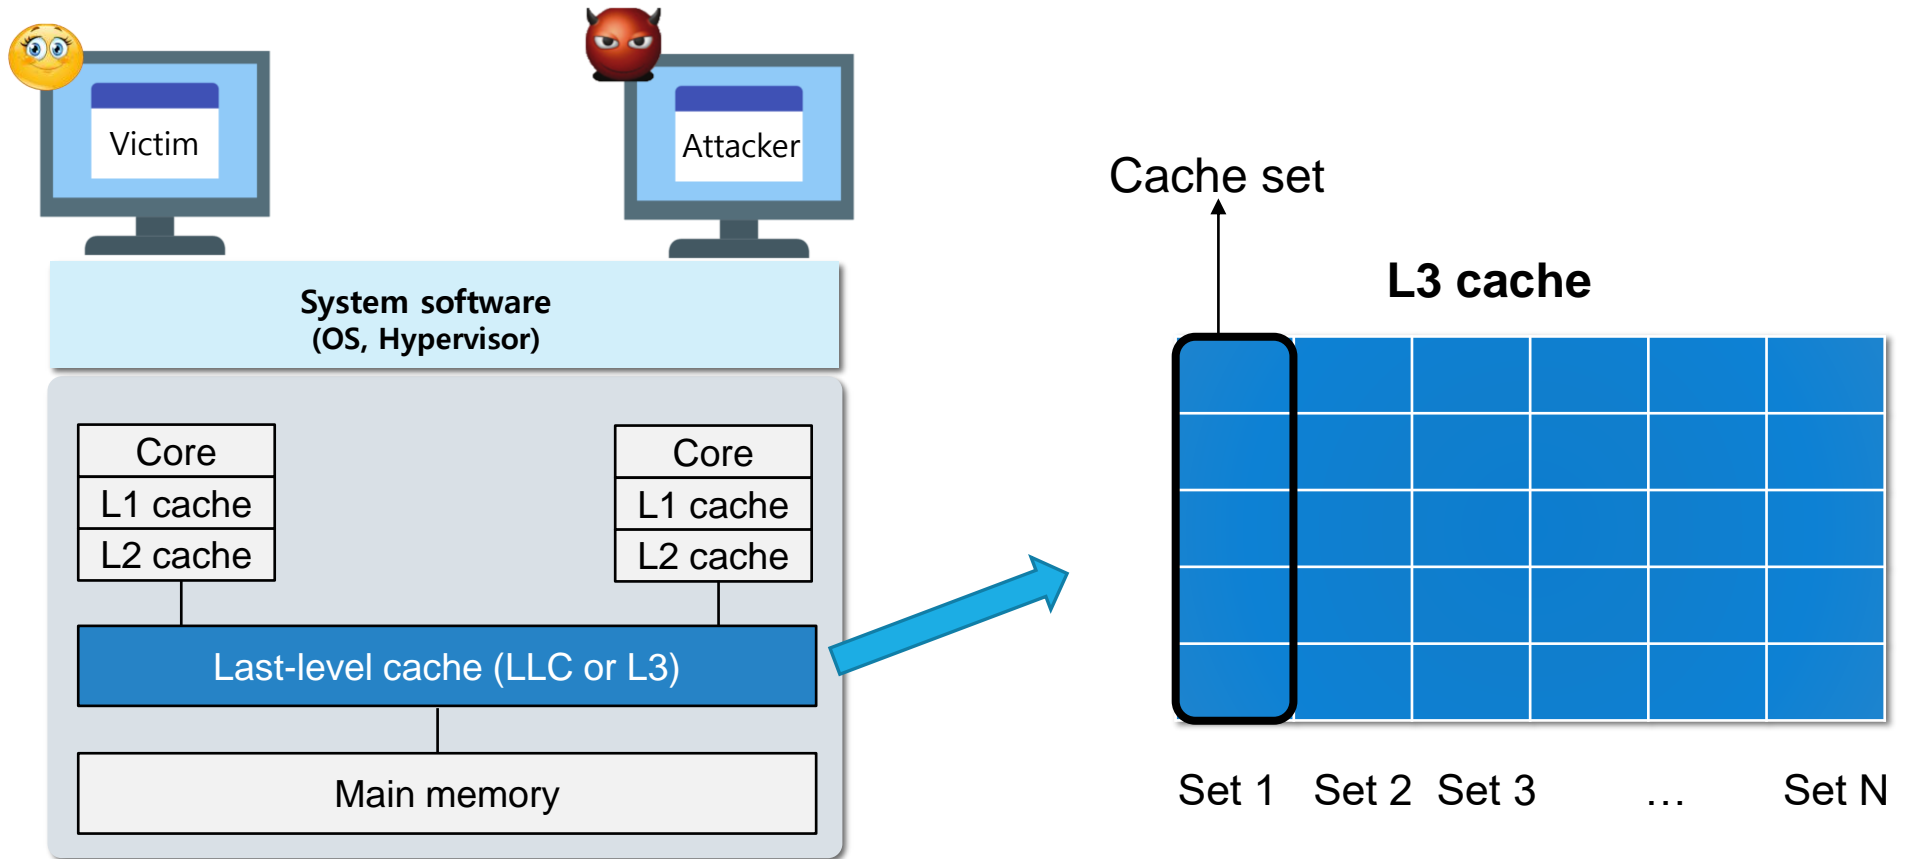 Victim
Attacker
System software
(OS, Hypervisor)
Core
L1 cache
L2 cache
Core
L1 cache
L2 cache
Last-level cache (LLC or L3)
Main memory
Cache set
L3 cache
Set 1 Set 2 Set 3 … Set N